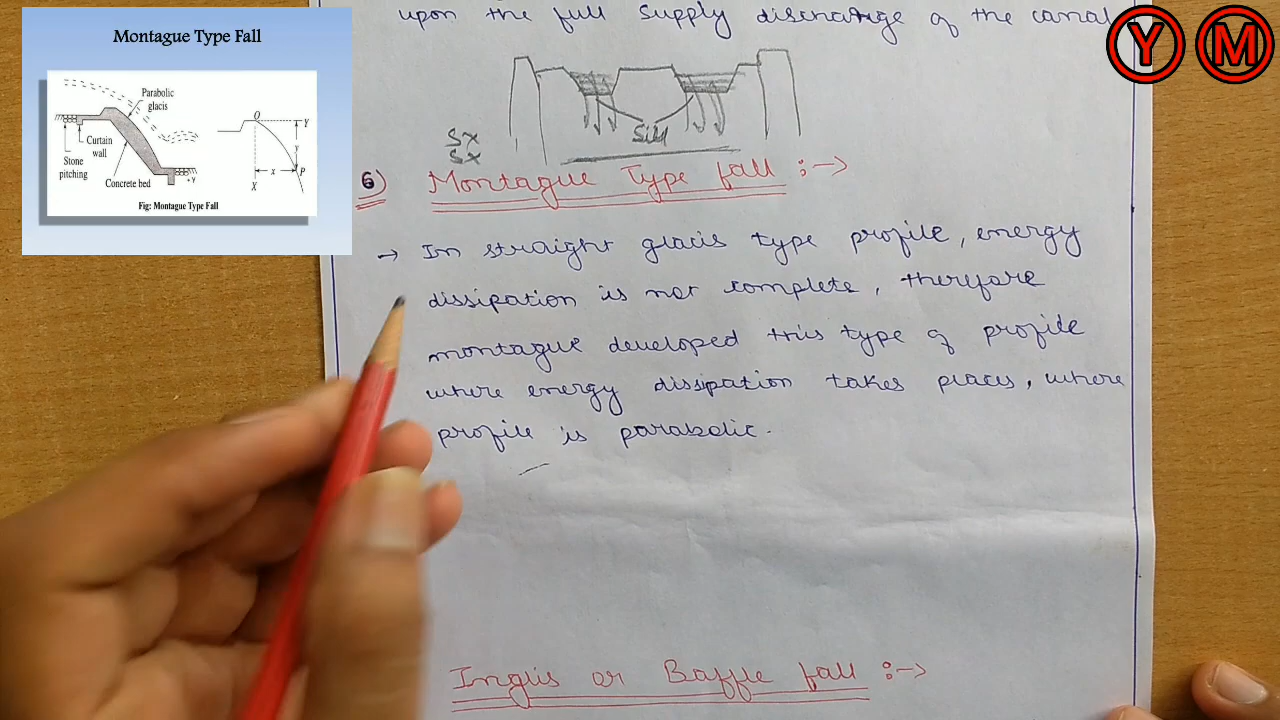 Montague Type Fall
Parabolic
glacis
Curtain
wall
Stone
pitching
Concrete bed
+Y
O
Y
y
x
P
X
Fig: Montague Type Fall
Y M
upon the full supply discharge of the canal
Sill
5x
5x
6) Montague Type fall :→
→ In straight glacis type profile, energy
dissipation is not complete, therefore
montague developed this type of profile
where energy dissipation takes places, where
profile is parabolic.
Inglis or Baffle fall :→